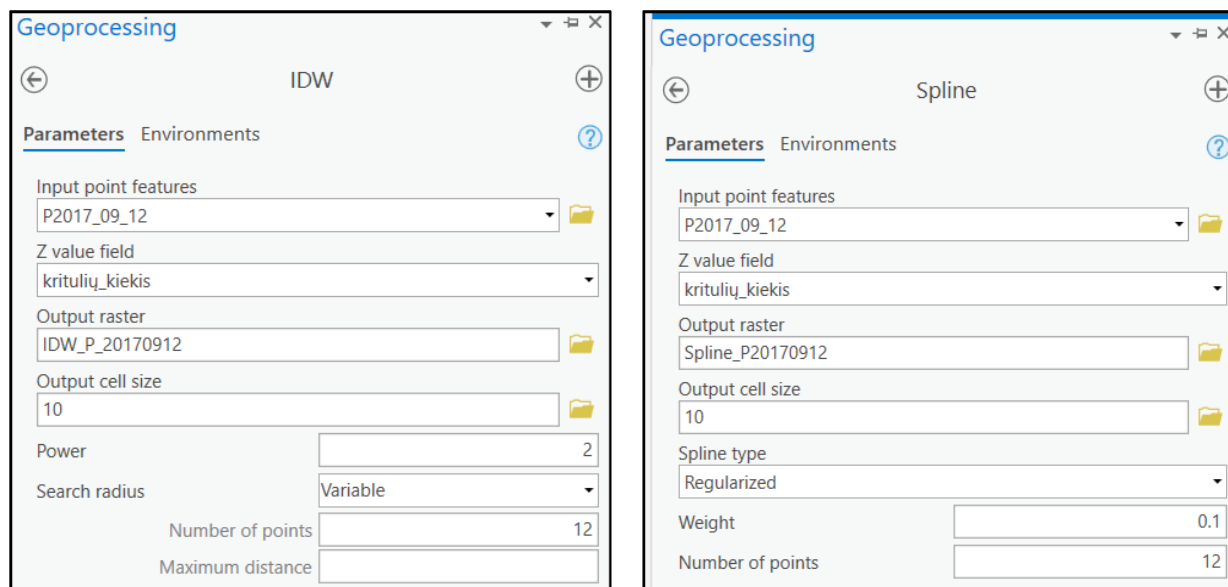 Geoprocessing
IDW
Parameters Environments
Input point features
P2017_09_12
Z value field
kritulių_kiekis
Output raster
IDW_P_20170912
Output cell size
10
Power 2
Search radius Variable
Number of points 12
Maximum distance
Geoprocessing
Spline
Parameters Environments
Input point features
P2017_09_12
Z value field
kritulių_kiekis
Output raster
Spline_P20170912
Output cell size
10
Spline type
Regularized
Weight 0.1
Number of points 12